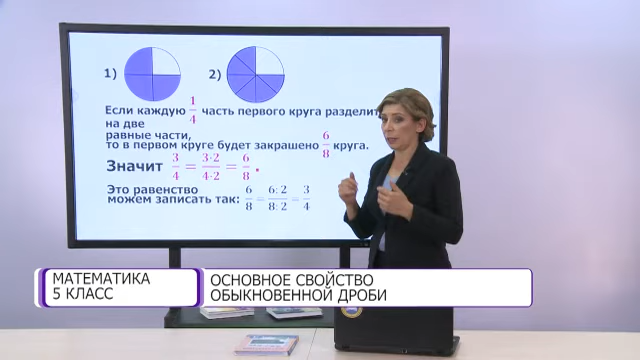 1) 2)
Если каждую 1/4 часть первого круга разделит
на две
равные части,
то в первом круге будет закрашено 6/8 круга.
Значит 3/4 = 3·2/4·2 = 6/8 .
Это равенство
можем записать так: 6/8 = 6:2/8:2 = 3/4
МАТЕМАТИКА
5 КЛАСС
ОСНОВНОЕ СВОЙСТВО
ОБЫКНОВЕННОЙ ДРОБИ